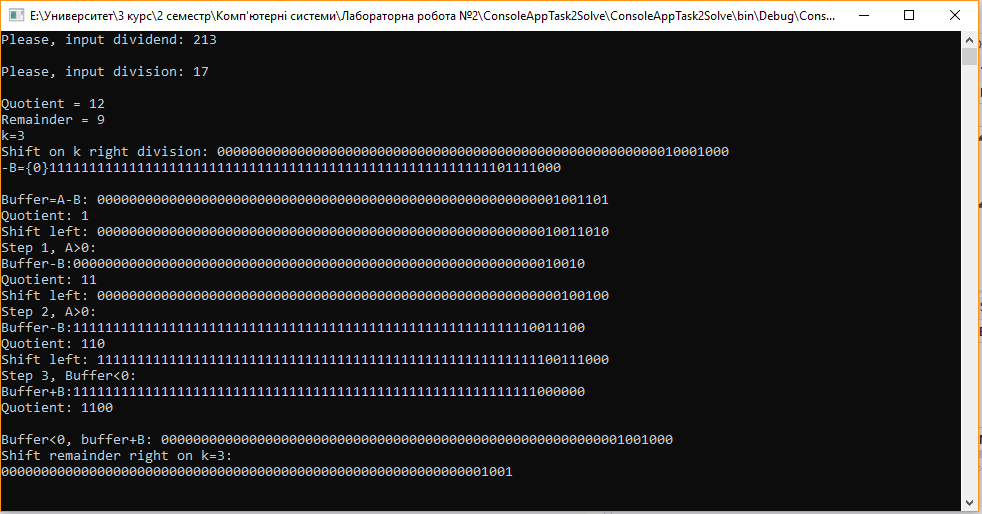 E:\Университет\3 курс\2 семестр\Комп'ютерні системи\Лабораторна робота №2\ConsoleAppTask2Solve\ConsoleAppTask2Solve\bin\Debug\Cons...
Please, input dividend: 213
Please, input division: 17
Quotient = 12
Remainder = 9
k=3
Shift on k right division: 0000000000000000000000000000000000000000000000000000000010001000
-B={0}1111111111111111111111111111111111111111111111111111111101111000
Buffer=A-B: 0000000000000000000000000000000000000000000000000000000001001101
Quotient: 1
Shift left: 0000000000000000000000000000000000000000000000000000000010011010
Step 1, A>0:
Buffer-B:0000000000000000000000000000000000000000000000000000000000010010
Quotient: 11
Shift left: 0000000000000000000000000000000000000000000000000000000000100100
Step 2, A>0:
Buffer-B:1111111111111111111111111111111111111111111111111111111110011100
Quotient: 110
Shift left: 1111111111111111111111111111111111111111111111111111111100111000
Step 3, Buffer<0:
Buffer+B:1111111111111111111111111111111111111111111111111111111111000000
Quotient: 1100
Buffer<0, buffer+B: 0000000000000000000000000000000000000000000000000000000001001000
Shift remainder right on k=3:
0000000000000000000000000000000000000000000000000000000000001001